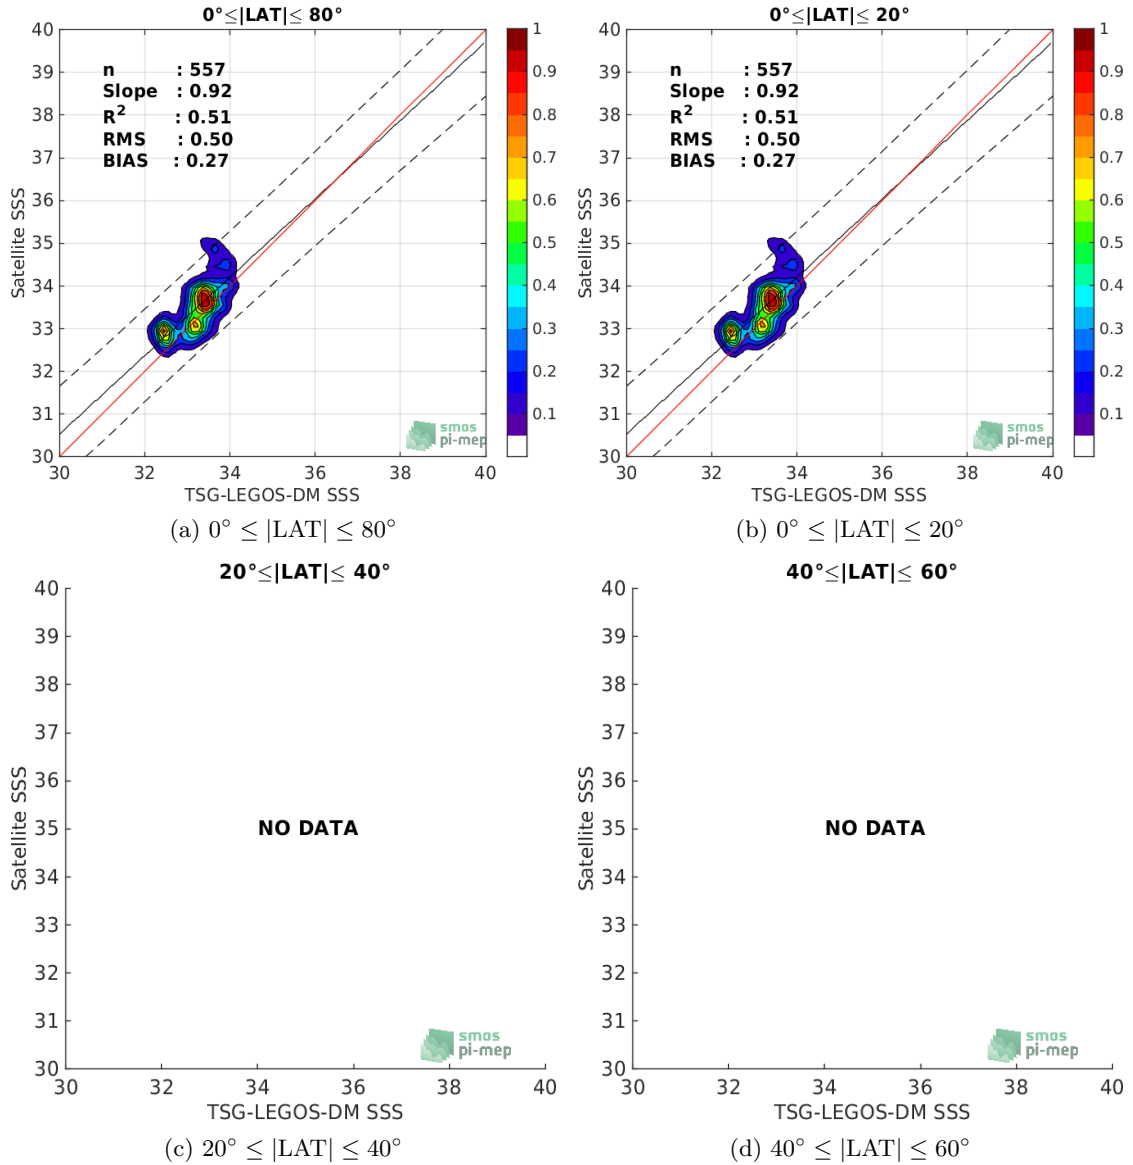 0°≤|LAT|≤ 80°
40
39
38
37
36
35
34
33
32
31
30
Satellite SSS
n : 557
Slope : 0.92
R² : 0.51
RMS : 0.50
BIAS : 0.27
smos
pi-mep
30 32 34 36 38 40
TSG-LEGOS-DM SSS
1
0.9
0.8
0.7
0.6
0.5
0.4
0.3
0.2
0.1
(a) 0° ≤ |LAT| ≤ 80°
0°≤|LAT|≤ 20°
40
39
38
37
36
35
34
33
32
31
30
Satellite SSS
n : 557
Slope : 0.92
R² : 0.51
RMS : 0.50
BIAS : 0.27
smos
pi-mep
30 32 34 36 38 40
TSG-LEGOS-DM SSS
1
0.9
0.8
0.7
0.6
0.5
0.4
0.3
0.2
0.1
(b) 0° ≤ |LAT| ≤ 20°
20°≤|LAT|≤ 40°
40
39
38
37
36
35
34
33
32
31
30
Satellite SSS
NO DATA
smos
pi-mep
30 32 34 36 38 40
TSG-LEGOS-DM SSS
(c) 20° ≤ |LAT| ≤ 40°
40°≤|LAT|≤ 60°
40
39
38
37
36
35
34
33
32
31
30
Satellite SSS
NO DATA
smos
pi-mep
30 32 34 36 38 40
TSG-LEGOS-DM SSS
(d) 40° ≤ |LAT| ≤ 60°